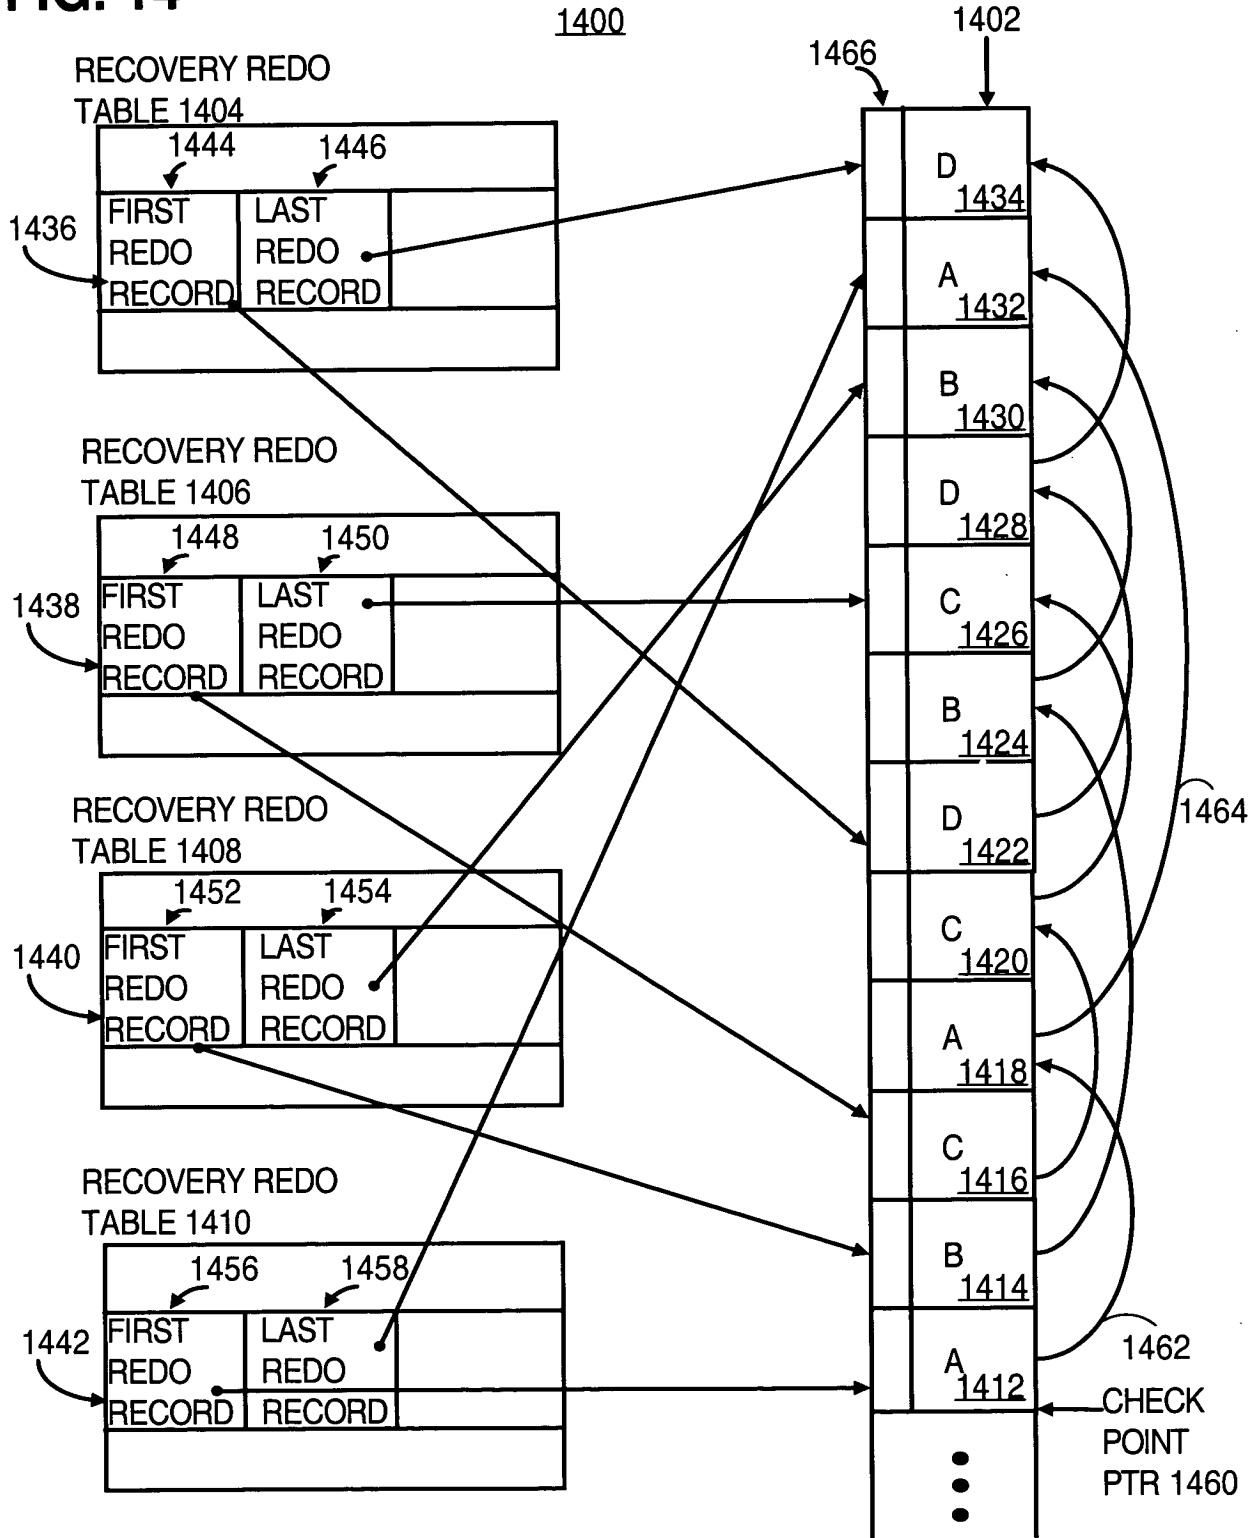 FIG. 14
1400
1402
1466
RECOVERY REDO
TABLE 1404
1444
1446
1436
FIRST
REDO
RECORD
LAST
REDO
RECORD
RECOVERY REDO
TABLE 1406
1448
1450
1438
FIRST
REDO
RECORD
LAST
REDO
RECORD
RECOVERY REDO
TABLE 1408
1452
1454
1440
FIRST
REDO
RECORD
LAST
REDO
RECORD
RECOVERY REDO
TABLE 1410
1456
1458
1442
FIRST
REDO
RECORD
LAST
REDO
RECORD
D
1434
A
1432
B
1430
D
1428
C
1426
B
1424
D
1422
C
1420
A
1418
C
1416
B
1414
A
1412
1464
1462
CHECK
POINT
PTR 1460